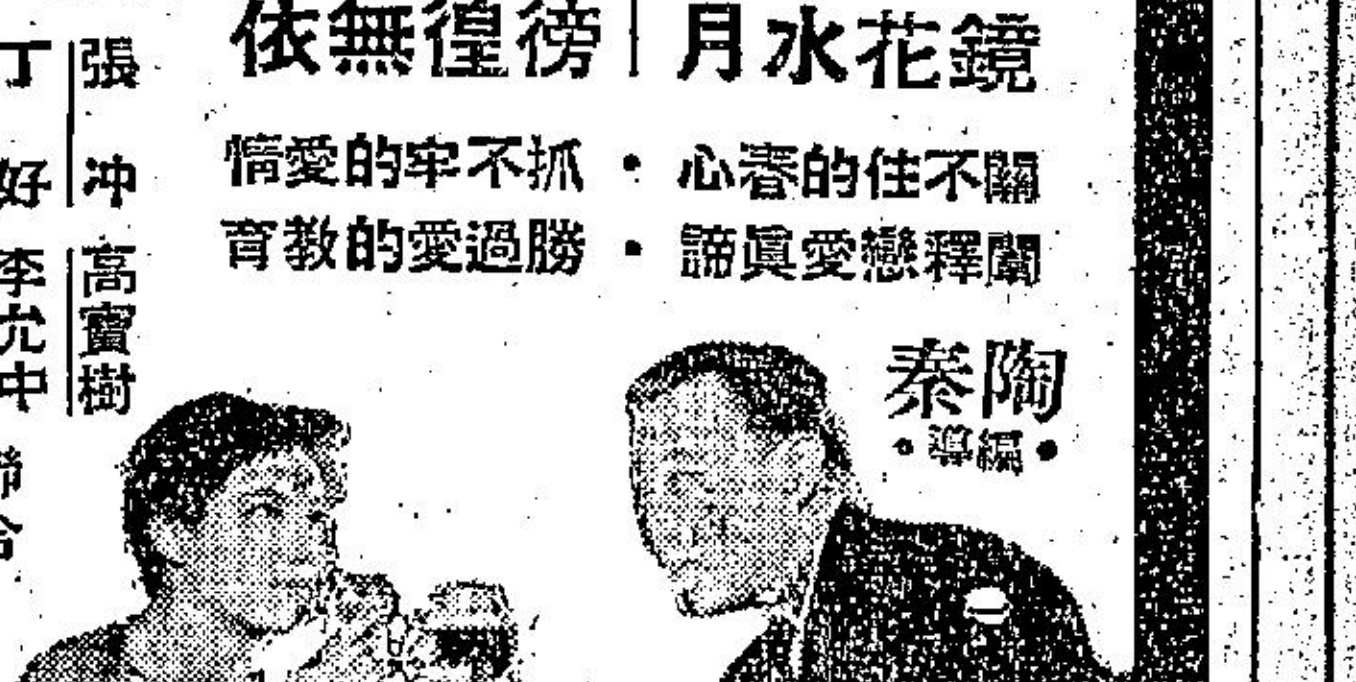 鏡花水月｜徬徨無依
關不住的春心・抓不牢的愛情
闡釋戀愛眞諦・勝過愛的教育
陶秦
・編導・
張冲
高寶樹
丁好
李允中